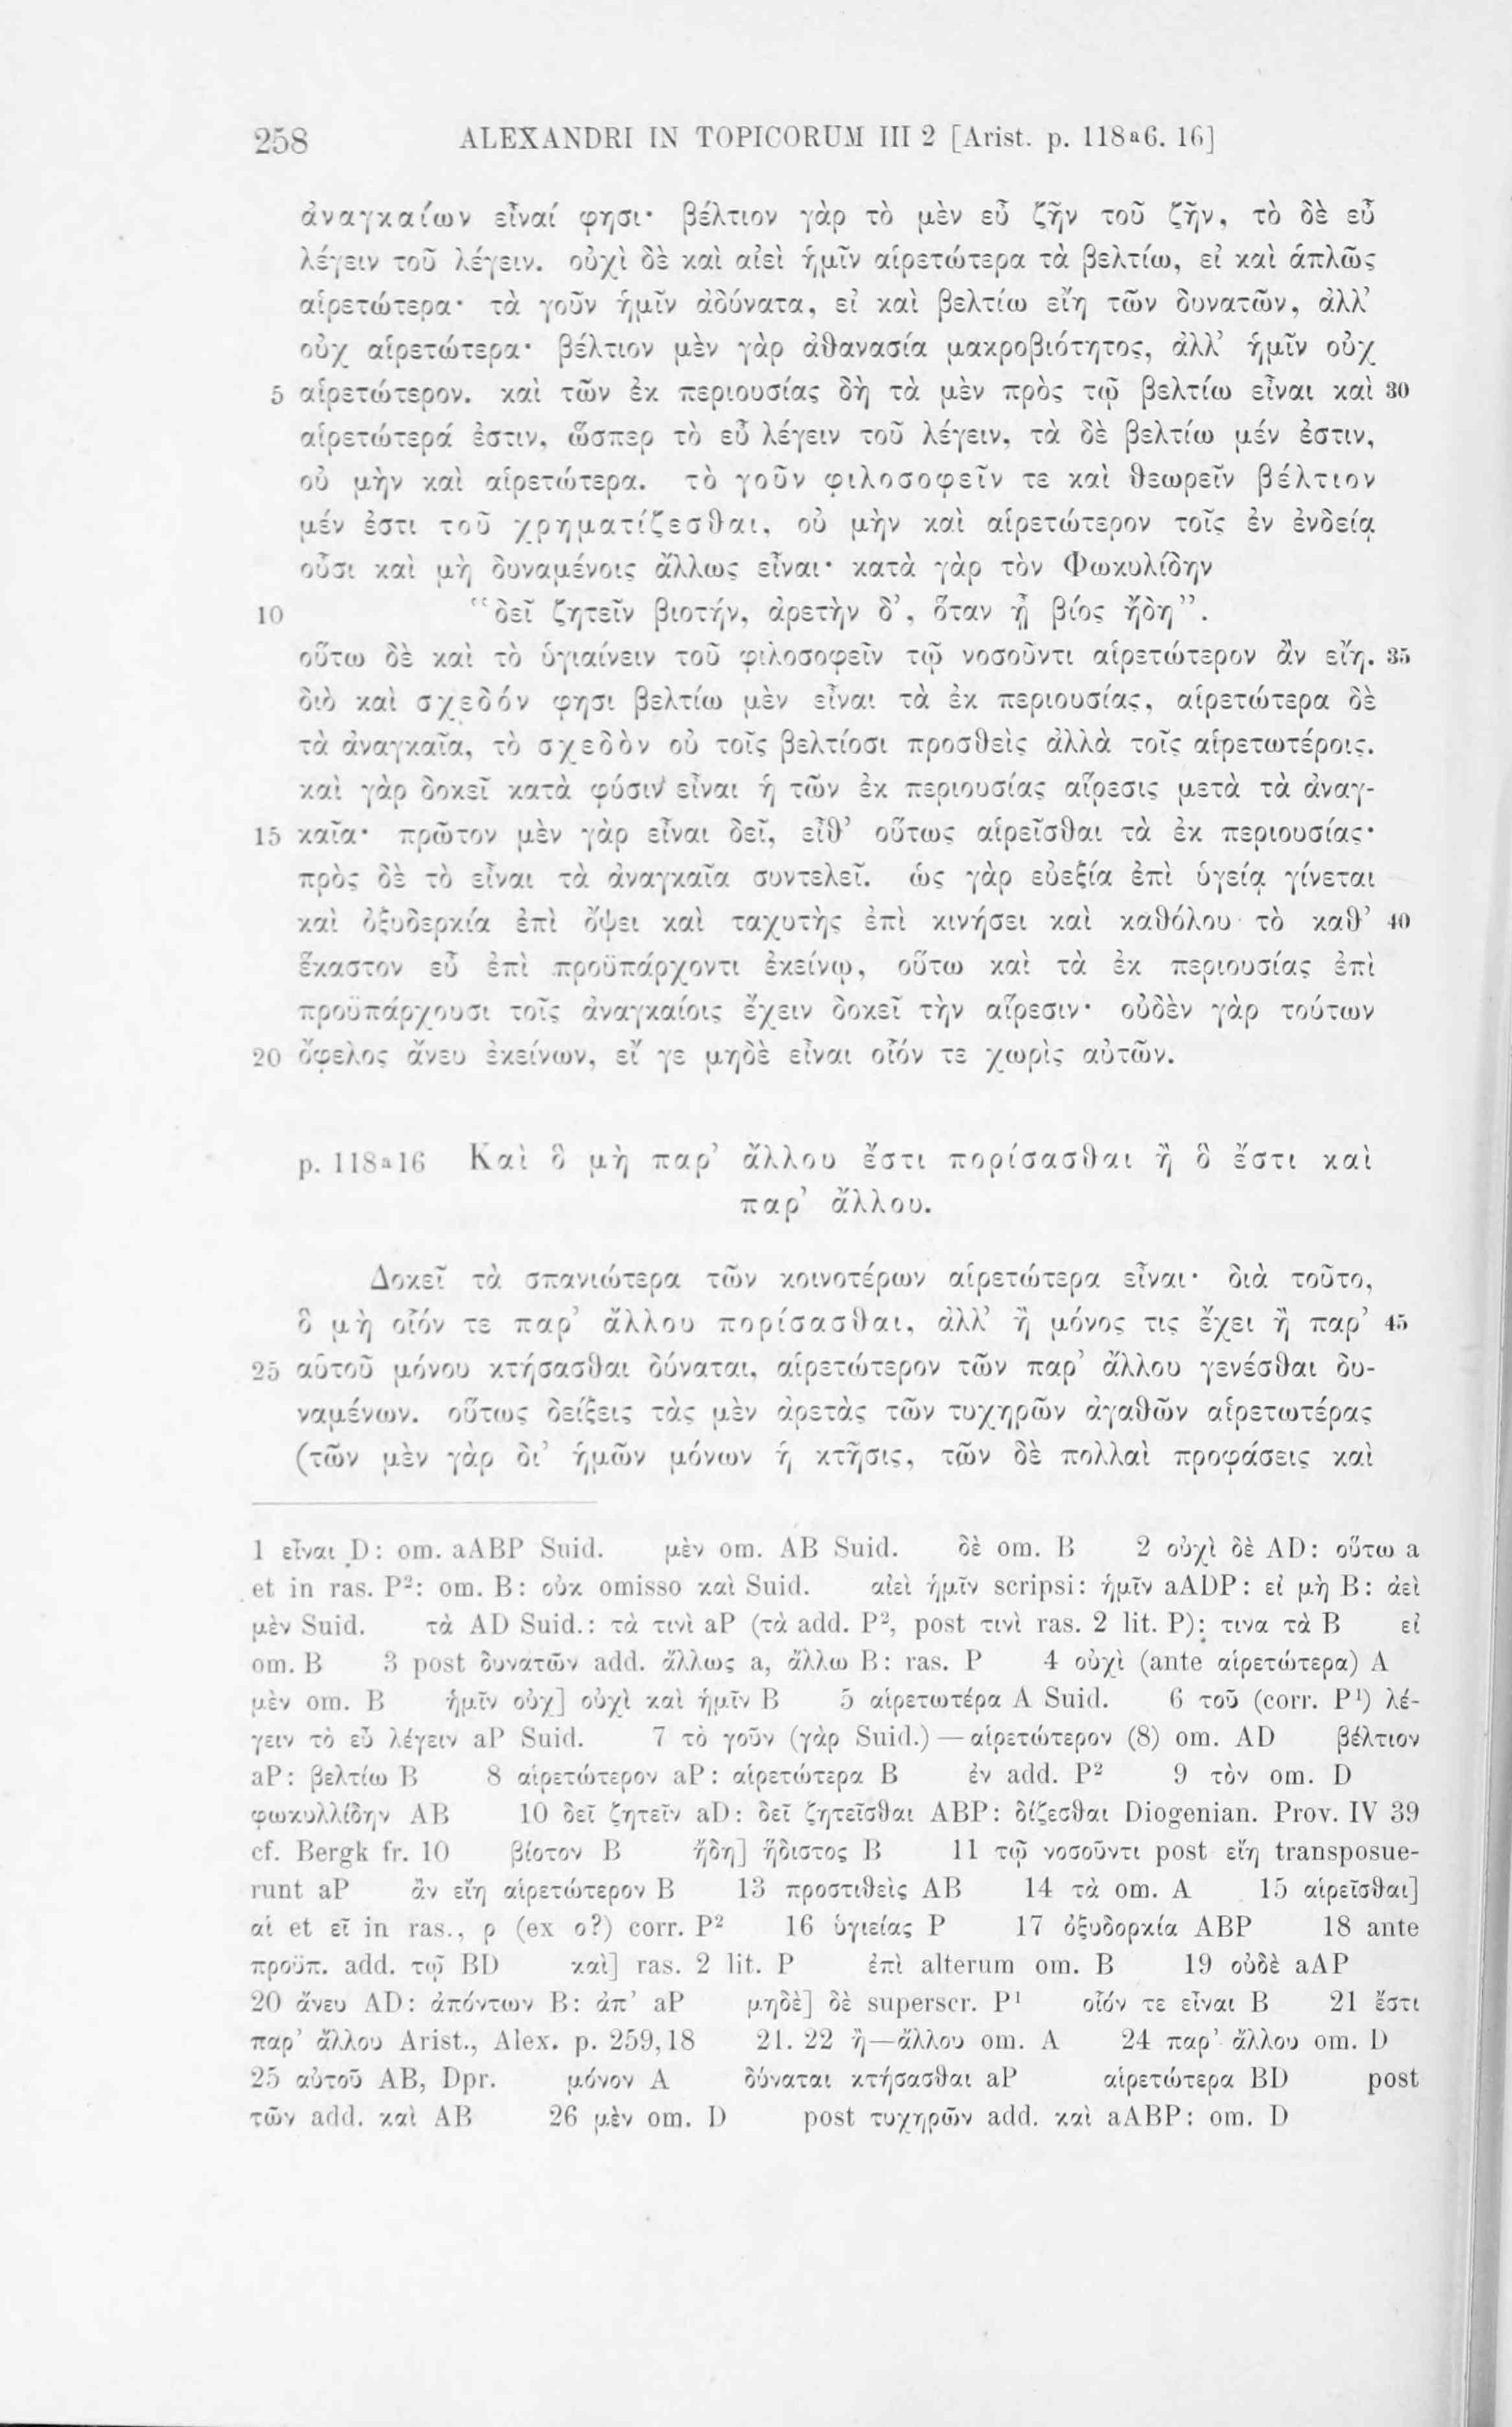 258 ALEXANDRI IN TOPICORUM III 2 [Arist. p. 118a6. 16]
ἀναγκαίων εἶναί φησι· βέλτιον γὰρ τὸ μὲν εὖ ζῆν τοῦ ζῆν, τὸ δὲ εὖ
λέγειν τοῦ λέγειν. οὐχὶ δὲ καὶ αἰεὶ ἡμῖν αἱρετώτερα τὰ βελτίω, εἰ καὶ ἁπλῶς
αἱρετώτερα· τὰ γοῦν ἡμῖν ἀδύνατα, εἰ καὶ βελτίω εἴη τῶν δυνατῶν, ἀλλ’
οὐχ αἱρετώτερα· βέλτιον μὲν γὰρ ἀθανασία μακροβιότητος, ἀλλ’ ἡμῖν οὐχ
5 αἱρετώτερον. καὶ τῶν ἐκ περιουσίας δὴ τὰ μὲν πρὸς τῷ βελτίω εἶναι καὶ 30
αἱρετώτερά ἐστιν, ὥσπερ τὸ εὖ λέγειν τοῦ λέγειν, τὰ δὲ βελτίω μέν ἐστιν,
οὐ μὴν καὶ αἱρετώτερα. τὸ γοῦν φιλοσοφεῖν τε καὶ θεωρεῖν βέλτιον
μέν ἐστι τοῦ χρηματίζεσθαι, οὐ μὴν καὶ αἱρετώτερον τοῖς ἐν ἐνδείᾳ
οὖσι καὶ μὴ δυναμένοις ἄλλως εἶναι· κατὰ γὰρ τὸν Φωκυλίδην
10 “δεῖ ζητεῖν βιοτήν, ἀρετὴν δ’, ὅταν ᾖ βίος ἤδη”.
οὕτω δὲ καὶ τὸ ὑγιαίνειν τοῦ φιλοσοφεῖν τῷ νοσοῦντι αἱρετώτερον ἂν εἴη. 35
διὸ καὶ σχεδόν φησι βελτίω μὲν εἶναι τὰ ἐκ περιουσίας, αἱρετώτερα δὲ
τὰ ἀναγκαῖα, τὸ σχεδὸν οὐ τοῖς βελτίοσι προσθεὶς ἀλλὰ τοῖς αἱρετωτέροις.
καὶ γὰρ δοκεῖ κατὰ φύσιν εἶναι ἡ τῶν ἐκ περιουσίας αἵρεσις μετὰ τὰ ἀναγ-
15 καῖα· πρῶτον μὲν γὰρ εἶναι δεῖ, εἶθ’ οὕτως αἱρεῖσθαι τὰ ἐκ περιουσίας·
πρὸς δὲ τὸ εἶναι τὰ ἀναγκαῖα συντελεῖ. ὡς γὰρ εὐεξία ἐπὶ ὑγείᾳ γίνεται
καὶ ὀξυδερκία ἐπὶ ὄψει καὶ ταχυτὴς ἐπὶ κινήσει καὶ καθόλου τὸ καθ’ 40
ἕκαστον εὖ ἐπὶ προϋπάρχοντι ἐκείνῳ, οὕτω καὶ τὰ ἐκ περιουσίας ἐπὶ
προϋπάρχουσι τοῖς ἀναγκαίοις ἔχειν δοκεῖ τὴν αἵρεσιν· οὐδὲν γὰρ τούτων
20 ὄφελος ἄνευ ἐκείνων, εἴ γε μηδὲ εἶναι οἷόν τε χωρὶς αὐτῶν.
p. 118a16 Καὶ ὃ μὴ παρ’ ἄλλου ἔστι πορίσασθαι ἢ ὃ ἔστι καὶ
παρ’ ἄλλου.
Δοκεῖ τὰ σπανιώτερα τῶν κοινοτέρων αἱρετώτερα εἶναι· διὰ τοῦτο,
ὃ μὴ οἷόν τε παρ’ ἄλλου πορίσασθαι, ἀλλ’ ἢ μόνος τις ἔχει ἢ παρ’ 45
25 αὑτοῦ μόνου κτήσασθαι δύναται, αἱρετώτερον τῶν παρ’ ἄλλου γενέσθαι δυ-
ναμένων. οὕτως δείξεις τὰς μὲν ἀρετὰς τῶν τυχηρῶν ἀγαθῶν αἱρετωτέρας
(τῶν μὲν γὰρ δι’ ἡμῶν μόνων ἡ κτῆσις, τῶν δὲ πολλαὶ προφάσεις καὶ
1 εἶναι D: om. aABP Suid. μὲν om. AB Suid. δὲ om. B 2 οὐχὶ δὲ AD: οὕτω a
et in ras. P²: om. B: οὐκ omisso καὶ Suid. αἰεὶ ἡμῖν scripsi: ἡμῖν aADP: εἰ μὴ B: ἀεὶ
μὲν Suid. τὰ AD Suid.: τὰ τινὶ aP (τὰ add. P², post τινὶ ras. 2 lit. P): τινα τὰ B εἰ
om. B 3 post δυνατῶν add. ἄλλως a, ἄλλω B: ras. P 4 οὐχὶ (ante αἱρετώτερα) A
μὲν om. B ἡμῖν οὐχ] οὐχὶ καὶ ἡμῖν B 5 αἱρετωτέρα A Suid. 6 τοῦ (corr. P¹) λέ-
γειν τὸ εὖ λέγειν aP Suid. 7 τὸ γοῦν (γὰρ Suid.) — αἱρετώτερον (8) om. AD βέλτιον
aP: βελτίω B 8 αἱρετώτερον aP: αἱρετώτερα B ἐν add. P² 9 τὸν om. D
φωκυλλίδην AB 10 δεῖ ζητεῖν aD: δεῖ ζητεῖσθαι ABP: δίζεσθαι Diogenian. Prov. IV 39
cf. Bergk fr. 10 βίοτον B ἤδη] ἥδιστος B 11 τῷ νοσοῦντι post εἴη transposue-
runt aP ἂν εἴη αἱρετώτερον B 13 προστιθεὶς AB 14 τὰ om. A 15 αἱρεῖσθαι]
αἱ et εῖ in ras., ρ (ex ο?) corr. P² 16 ὑγιείας P 17 ὀξυδορκία ABP 18 ante
προϋπ. add. τῷ BD καὶ] ras. 2 lit. P ἐπὶ alterum om. B 19 οὐδὲ aAP
20 ἄνευ AD: ἀπόντων B: ἀπ’ aP μηδὲ] δὲ superscr. P¹ οἷόν τε εἶναι B 21 ἔστι
παρ’ ἄλλου Arist., Alex. p. 259,18 21. 22 ἢ—ἄλλου om. A 24 παρ’ ἄλλου om. D
25 αὐτοῦ AB, Dpr. μόνον A δύναται κτήσασθαι aP αἱρετώτερα BD post
τῶν add. καὶ AB 26 μὲν om. D post τυχηρῶν add. καὶ aABP: om. D